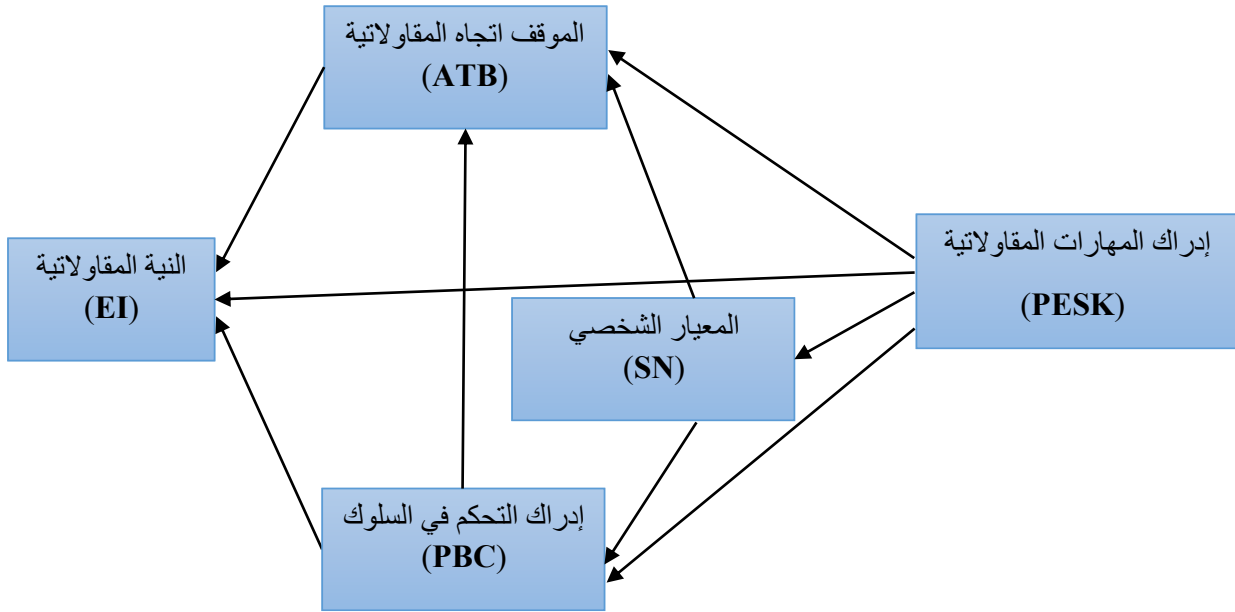 الموقف اتجاه المقاولاتية
(ATB)
إدراك المهارات المقاولاتية
(PESK)
النية المقاولاتية
(EI)
المعيار الشخصي
(SN)
إدراك التحكم في السلوك
(PBC)